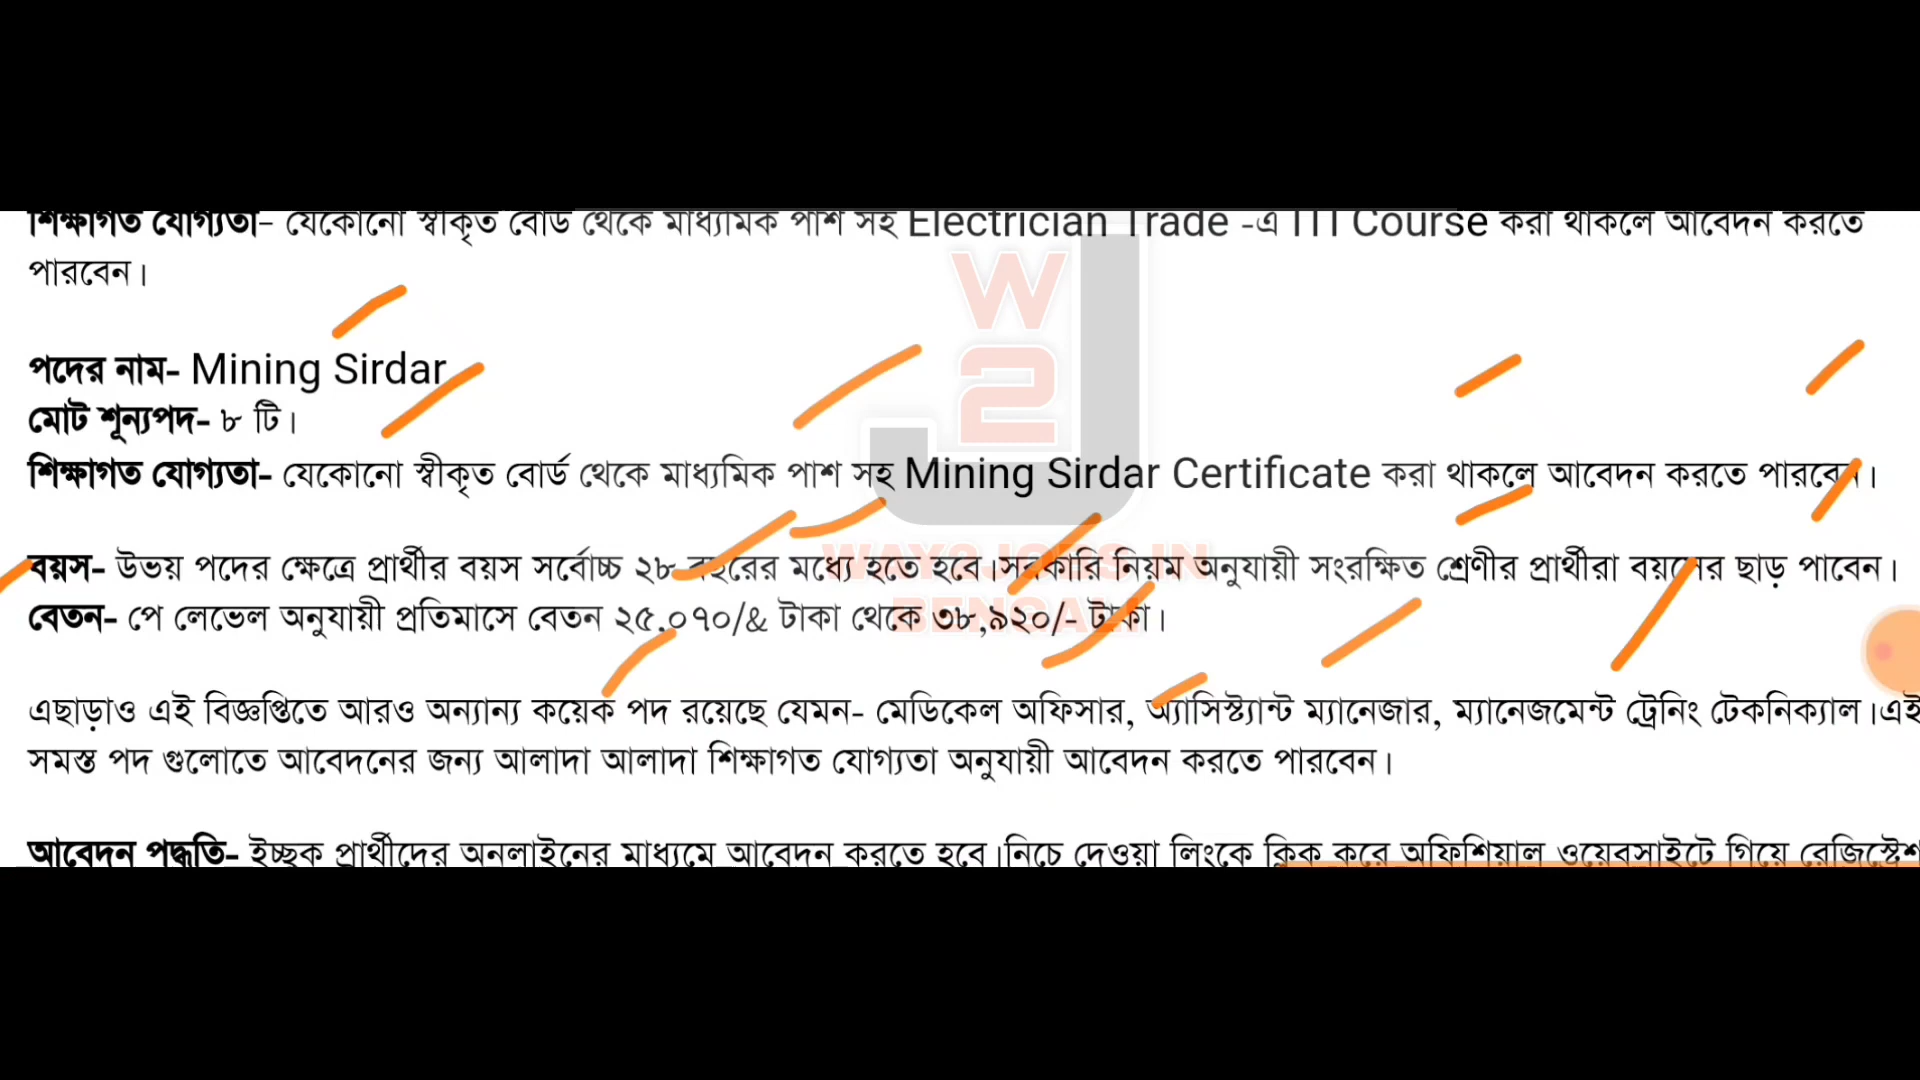 শিক্ষাগত যোগ্যতা- যেকোনো স্বীকৃত বোর্ড থেকে মাধ্যমিক পাশ সহ Electrician Trade -এ ITI Course করা থাকলে আবেদন করতে
পারবেন।
পদের নাম- Mining Sirdar
মোট শূন্যপদ- ৮ টি।
শিক্ষাগত যোগ্যতা- যেকোনো স্বীকৃত বোর্ড থেকে মাধ্যমিক পাশ সহ Mining Sirdar Certificate করা থাকলে আবেদন করতে পারবেন।
বয়স- উভয় পদের ক্ষেত্রে প্রার্থীর বয়স সর্বোচ্চ ২৮ বছরের মধ্যে হতে হবে।সরকারি নিয়ম অনুযায়ী সংরক্ষিত শ্রেণীর প্রার্থীরা বয়সের ছাড় পাবেন।
বেতন- পে লেভেল অনুযায়ী প্রতিমাসে বেতন ২৫,০৭০/& টাকা থেকে ৩৮,৯২০/- টাকা।
এছাড়াও এই বিজ্ঞপ্তিতে আরও অন্যান্য কয়েক পদ রয়েছে যেমন- মেডিকেল অফিসার, অ্যাসিস্ট্যান্ট ম্যানেজার, ম্যানেজমেন্ট ট্রেনিং টেকনিক্যাল।এই
সমস্ত পদ গুলোতে আবেদনের জন্য আলাদা আলাদা শিক্ষাগত যোগ্যতা অনুযায়ী আবেদন করতে পারবেন।
আবেদন পদ্ধতি- ইচ্ছুক প্রার্থীদের অনলাইনের মাধ্যমে আবেদন করতে হবে।নিচে দেওয়া লিংকে ক্লিক করে অফিশিয়াল ওয়েবসাইটে গিয়ে রেজিস্ট্রেশ
W2J
WAY2JOBS.IN
BENGALI